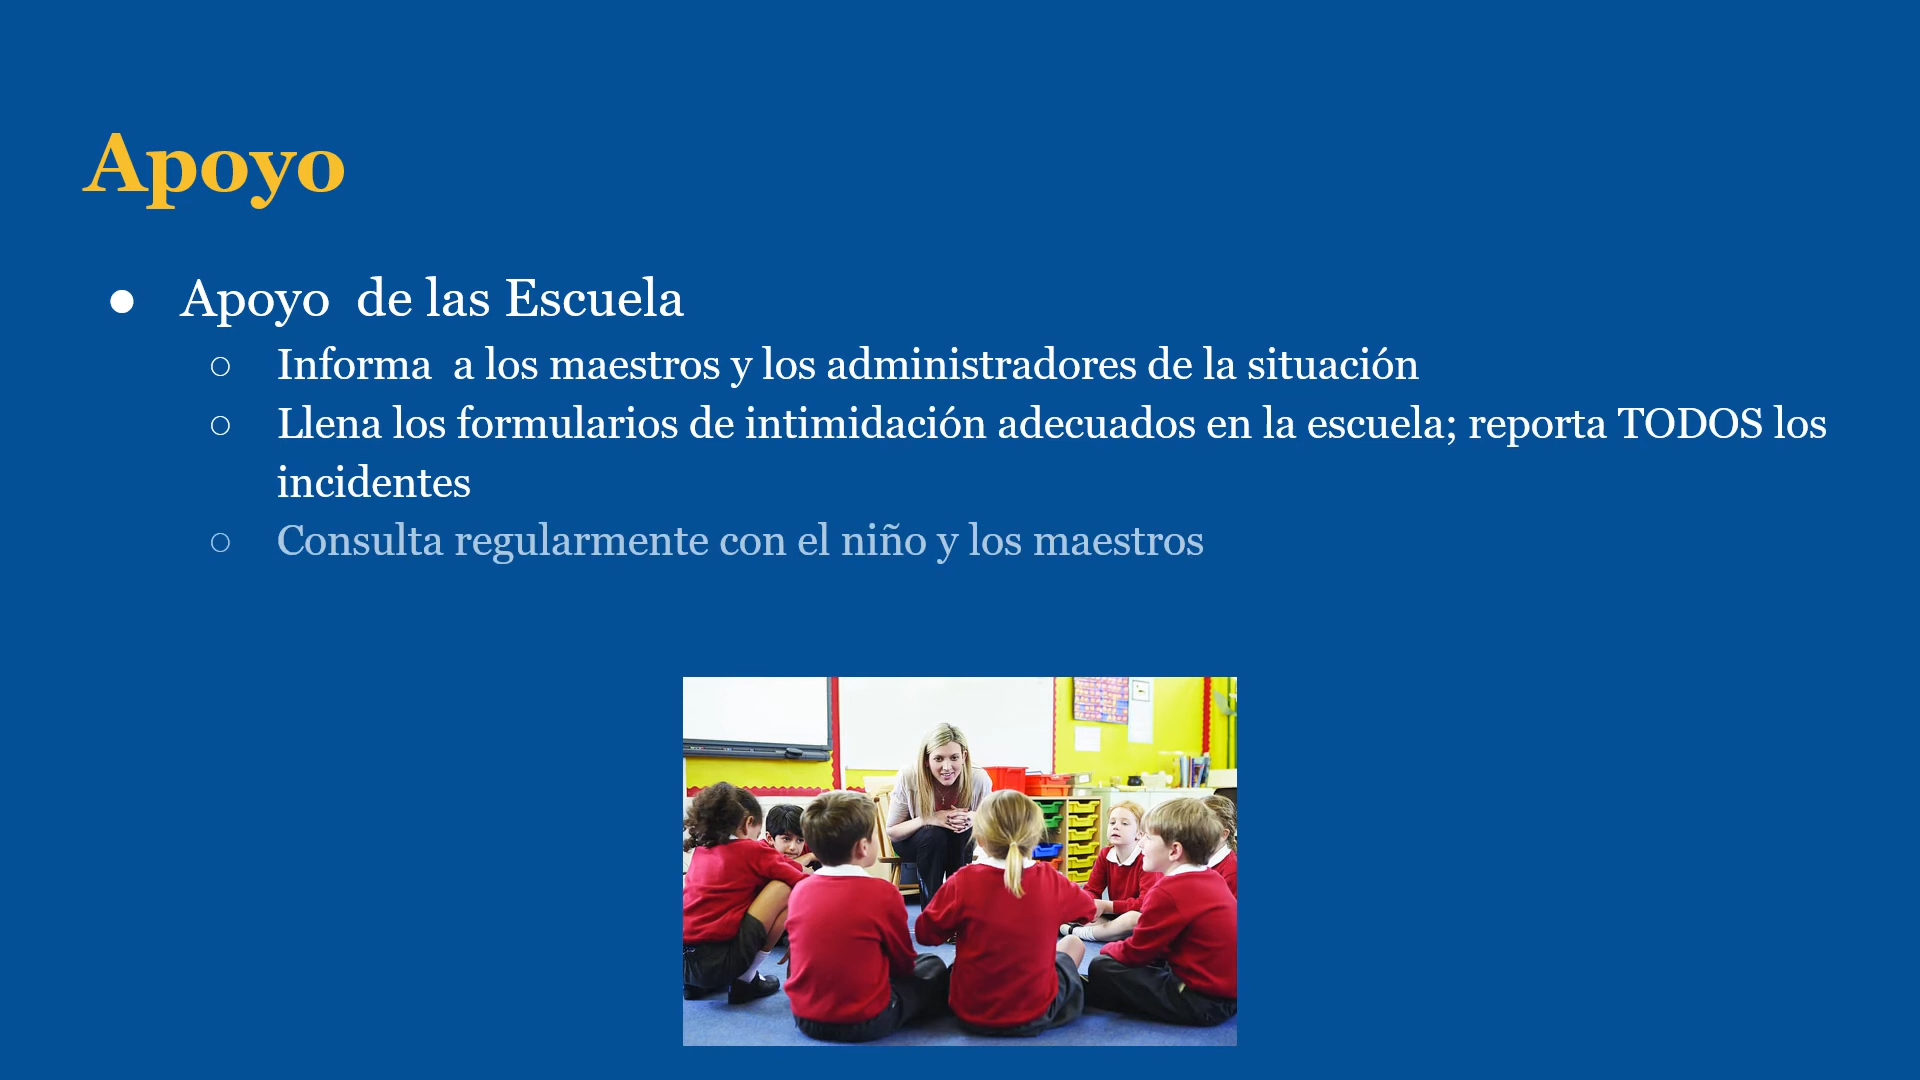 Apoyo
● Apoyo  de las Escuela
○ Informa  a los maestros y los administradores de la situación
○ Llena los formularios de intimidación adecuados en la escuela; reporta TODOS los
incidentes
○ Consulta regularmente con el niño y los maestros